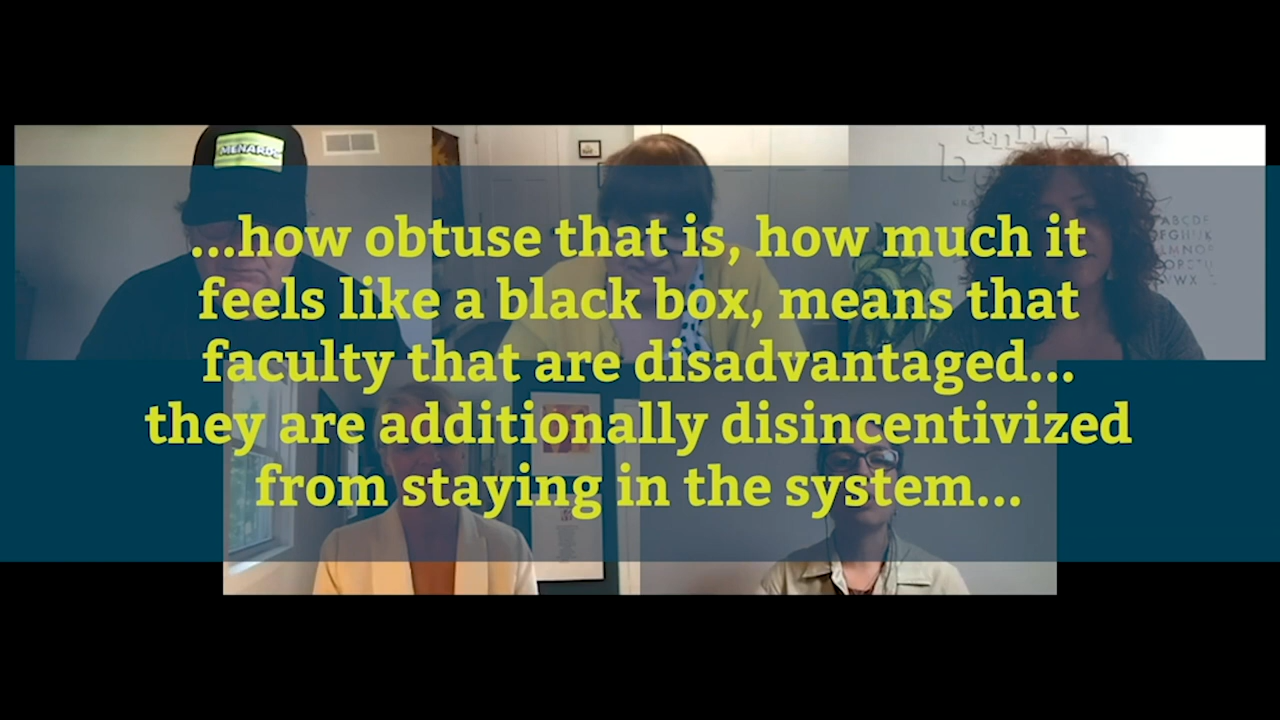 MENARDS
...how obtuse that is, how much it
feels like a black box, means that
faculty that are disadvantaged...
they are additionally disincentivized
from staying in the system...